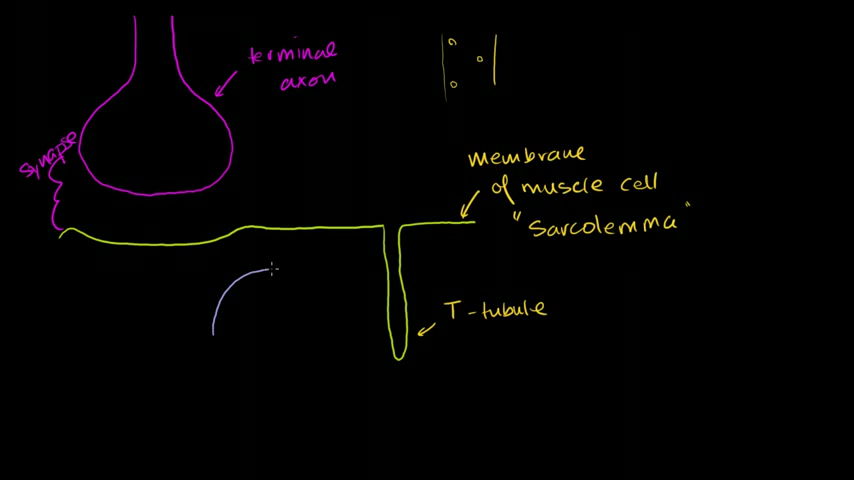 terminal
axon
synapse
membrane
of muscle cell
"Sarcolemma"
T-tubule